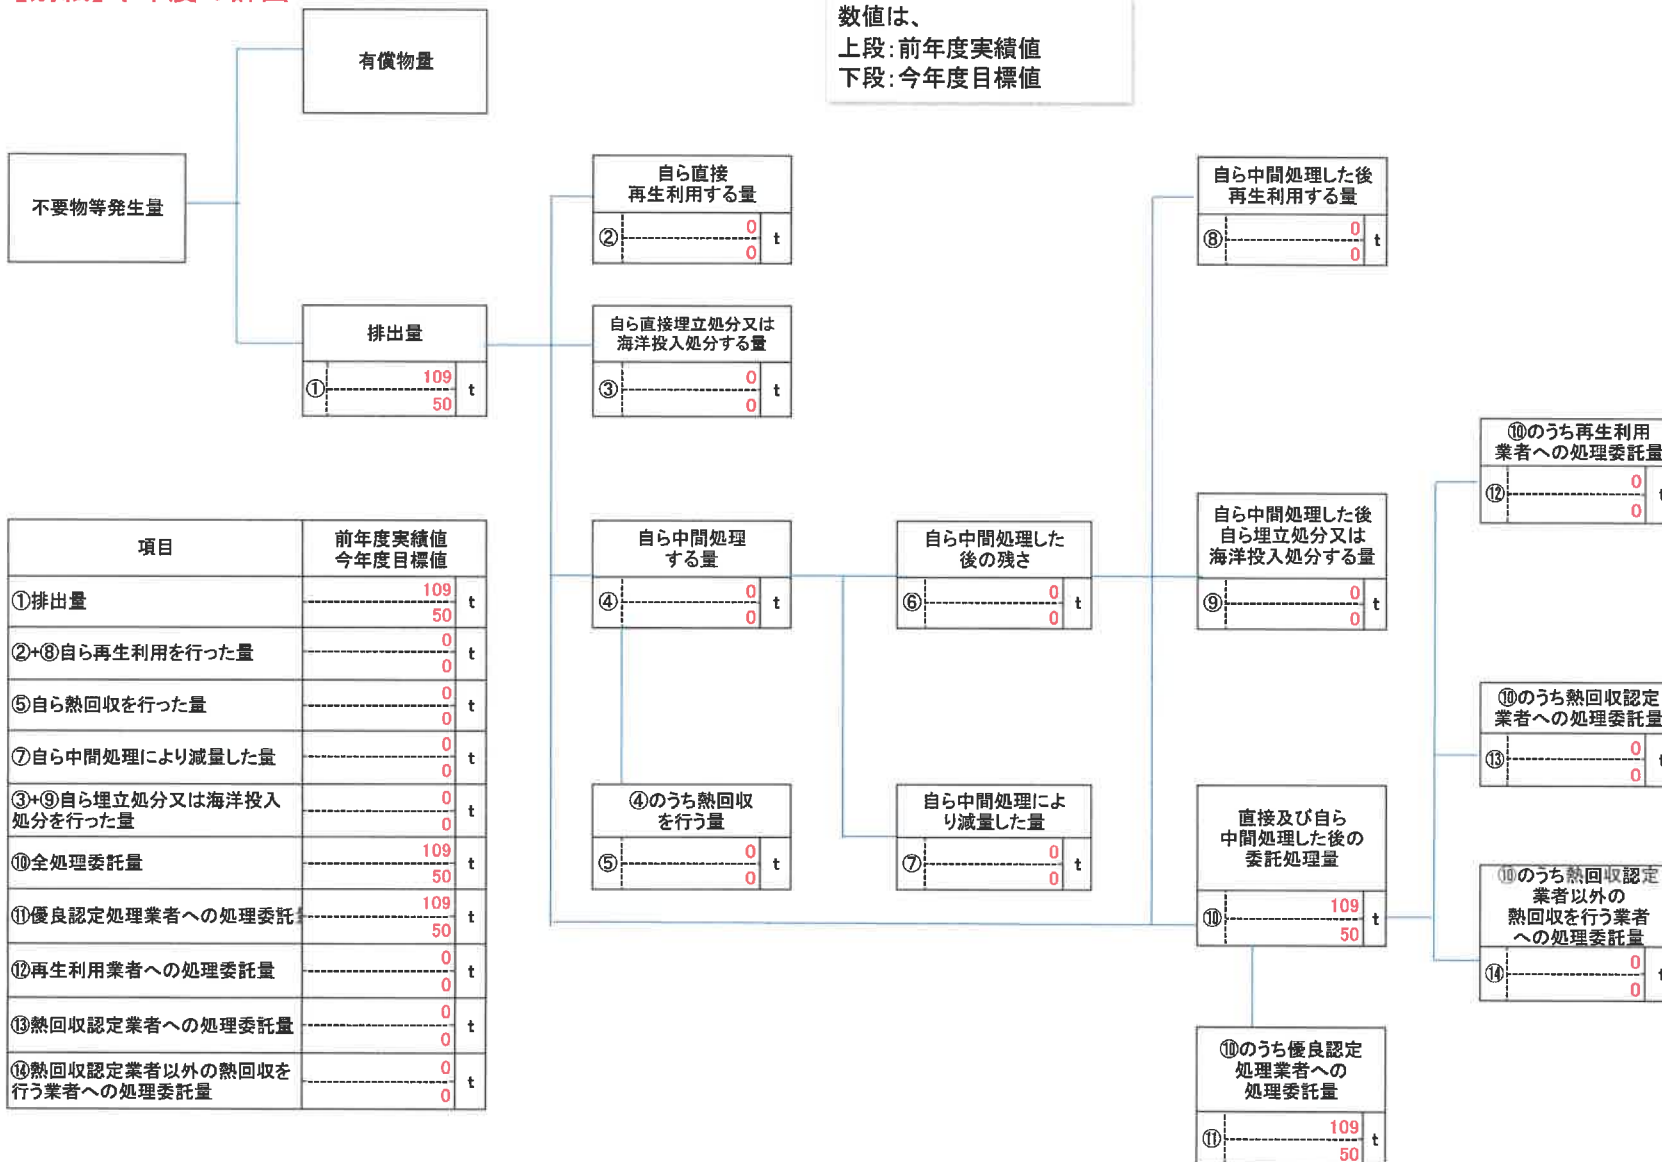 数値は、
上段:前年度実績値
下段:今年度目標値
有償物量
不要物等発生量
排出量
①
109
50
t
自ら直接
再生利用する量
②
0
0
t
自ら直接埋立処分又は
海洋投入処分する量
③
0
0
t
自ら中間処理
する量
④
0
0
t
④のうち熱回収
を行う量
⑤
0
0
t
自ら中間処理した
後の残さ
⑥
0
0
t
自ら中間処理によ
り減量した量
⑦
0
0
t
自ら中間処理した後
再生利用する量
⑧
0
0
t
自ら中間処理した後
自ら埋立処分又は
海洋投入処分する量
⑨
0
0
t
直接及び自ら
中間処理した後の
委託処理量
⑩
109
50
t
⑩のうち優良認定
処理業者への
処理委託量
⑪
109
50
t
⑩のうち再生利用
業者への処理委託量
⑫
0
0
t
⑩のうち熱回収認定
業者への処理委託量
⑬
0
0
t
⑩のうち熱回収認定
業者以外の
熱回収を行う業者
への処理委託量
⑭
0
0
t
項目
前年度実績値
今年度目標値
①排出量
109
50
t
②+⑧自ら再生利用を行った量
0
0
t
⑤自ら熱回収を行った量
0
0
t
⑦自ら中間処理により減量した量
0
0
t
③+⑨自ら埋立処分又は海洋投入
処分を行った量
0
0
t
⑩全処理委託量
109
50
t
⑪優良認定処理業者への処理委託
109
50
t
⑫再生利用業者への処理委託量
0
0
t
⑬熱回収認定業者への処理委託量
0
0
t
⑭熱回収認定業者以外の熱回収を
行う業者への処理委託量
0
0
t